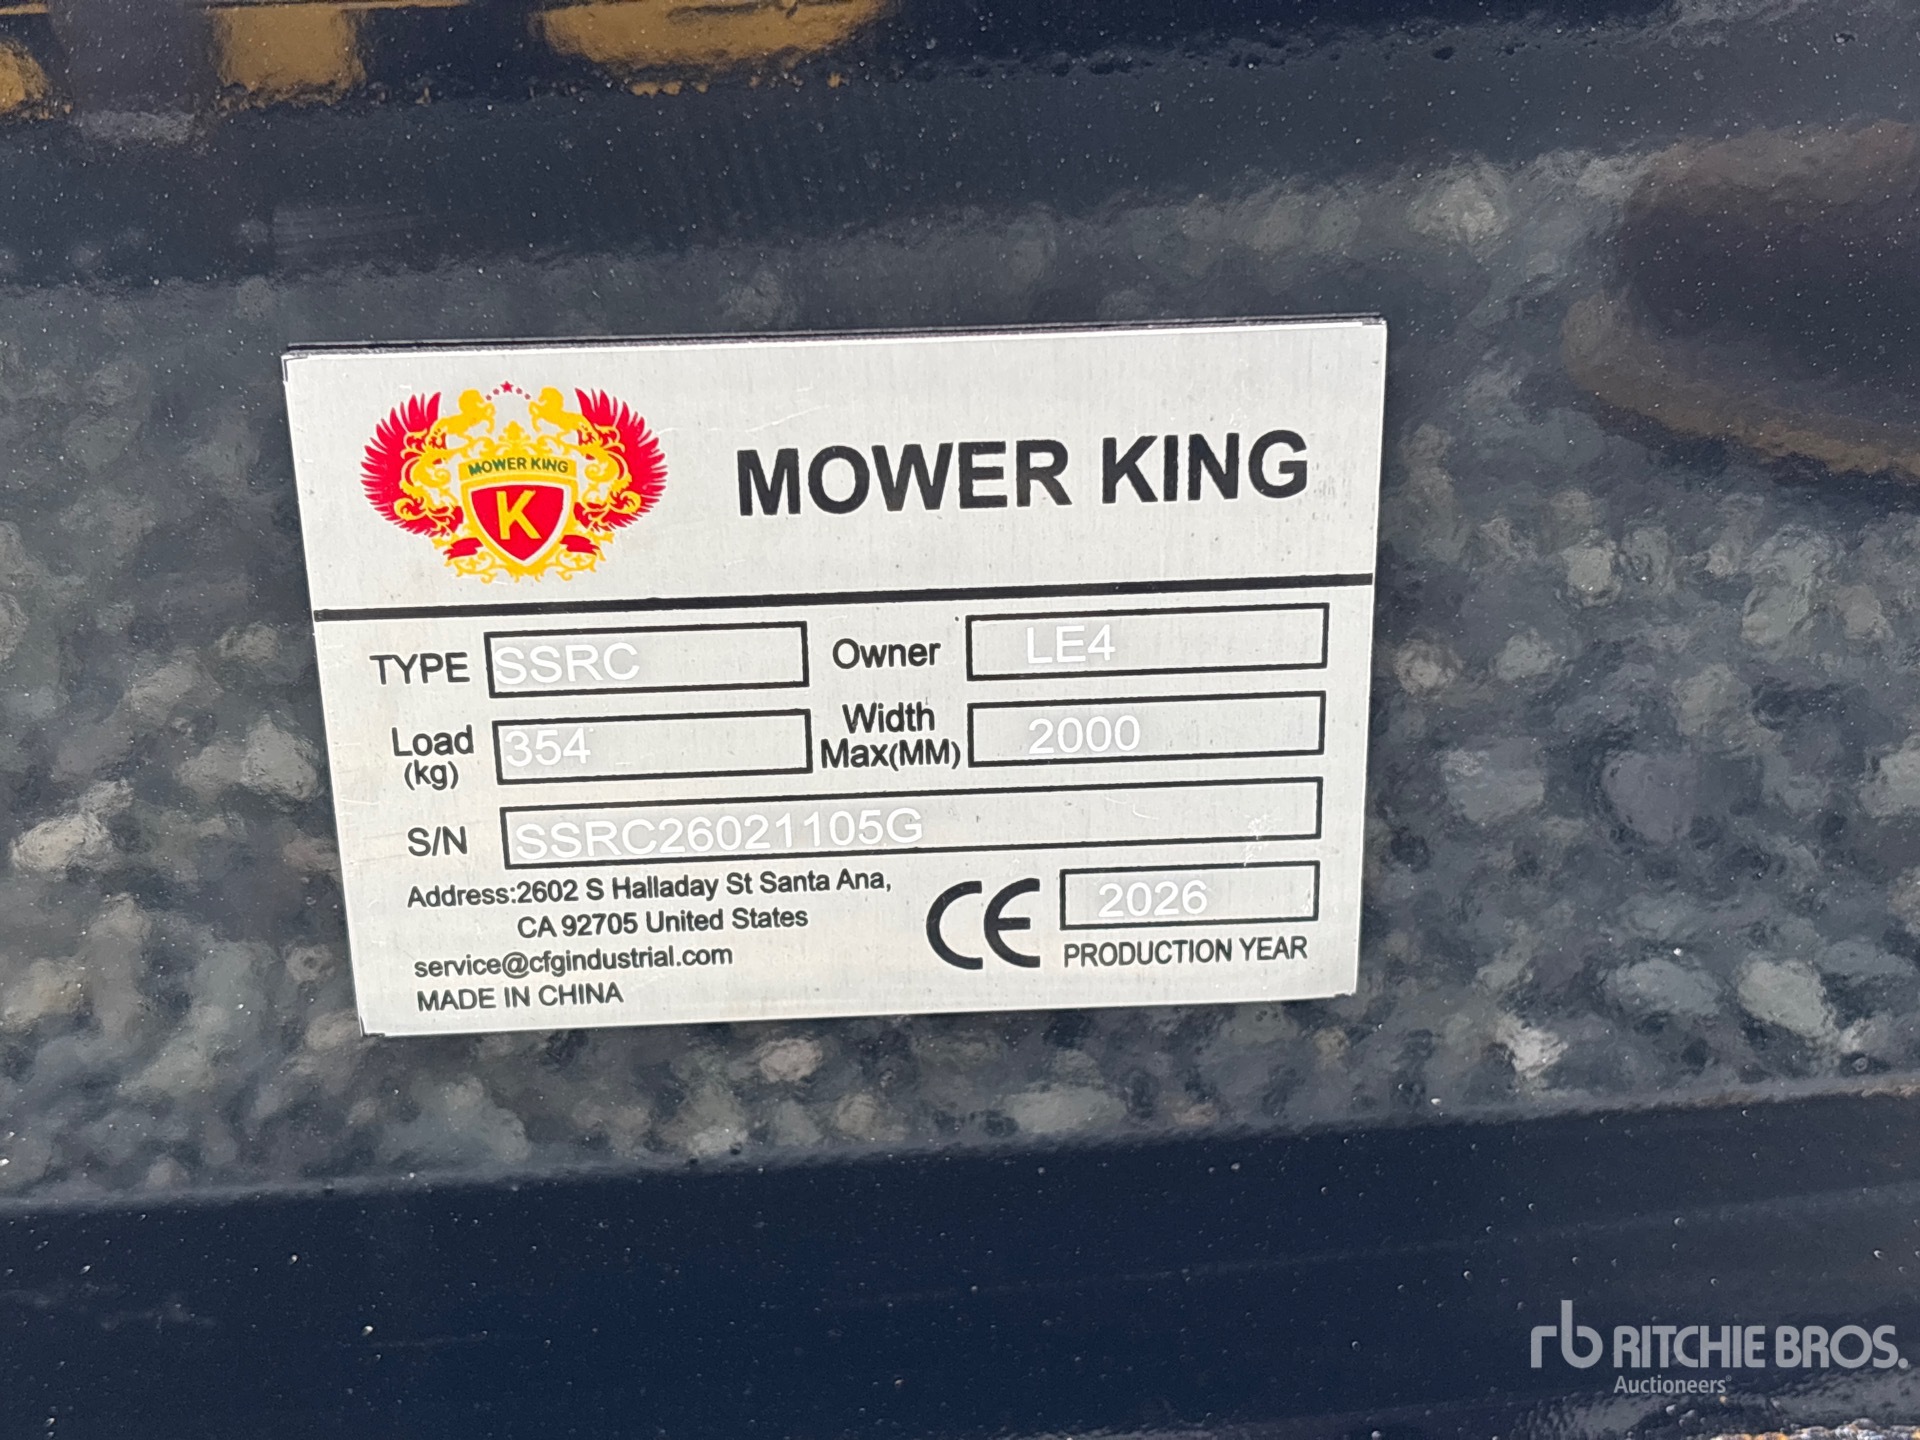 MOWER KING
K
MOWER KING
TYPE SSRC Owner LE4
Load (kg) 354 Width Max(MM) 2000
S/N SSRC26021105G
Address:2602 S Halladay St Santa Ana,
CA 92705 United States
service@cfgindustrial.com
MADE IN CHINA
CE 2026
PRODUCTION YEAR
rb RITCHIE BROS.
Auctioneers